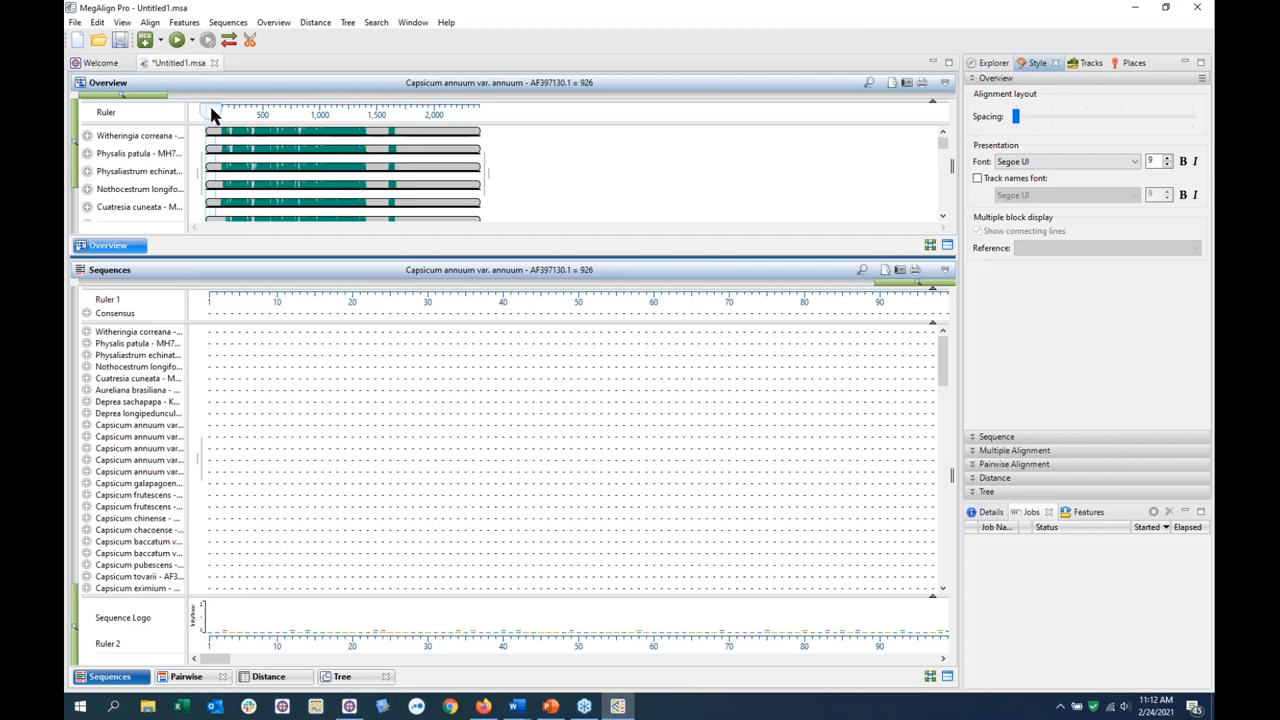 MegAlign Pro - Untitled1.msa
File Edit View Align Features Sequences Overview Distance Tree Search Window Help
Welcome *Untitled1.msa
Overview Capsicum annuum var. annuum - AF397130.1 = 926
Ruler 500 1,000 1,500 2,000
Witheringia correana -...
Physalis patula - MH7...
Physaliastrum echinat...
Nothocestrum longifo...
Cuatresia cuneata - M...
Overview
Sequences Capsicum annuum var. annuum - AF397130.1 = 926
Ruler 1 1 10 20 30 40 50 60 70 80 90
Consensus
Witheringia correana -...
Physalis patula - MH7...
Physaliastrum echinat...
Nothocestrum longifo...
Cuatresia cuneata - M...
Aureliana brasiliana - ...
Deprea sachapapa - K...
Deprea longipeduncul...
Capsicum annuum var...
Capsicum annuum var...
Capsicum annuum var...
Capsicum annuum var...
Capsicum annuum var...
Capsicum galapagoen...
Capsicum frutescens -...
Capsicum frutescens -...
Capsicum chinense - ...
Capsicum chacoense - ...
Capsicum baccatum v...
Capsicum baccatum v...
Capsicum pubescens -...
Capsicum tovarii - AF3...
Capsicum eximium - ...
Sequence Logo
Ruler 2 1 10 20 30 40 50 60 70 80 90
Sequences Pairwise Distance Tree
Explorer Style Tracks Places
Overview
Alignment layout
Spacing:
Presentation
Font: Segoe UI 9 B I
Track names font:
Segoe UI 9 B I
Multiple block display
Show connecting lines
Reference:
Sequence
Multiple Alignment
Pairwise Alignment
Distance
Tree
Details Jobs Features
Job Na... Status Started Elapsed
11:12 AM
2/24/2021